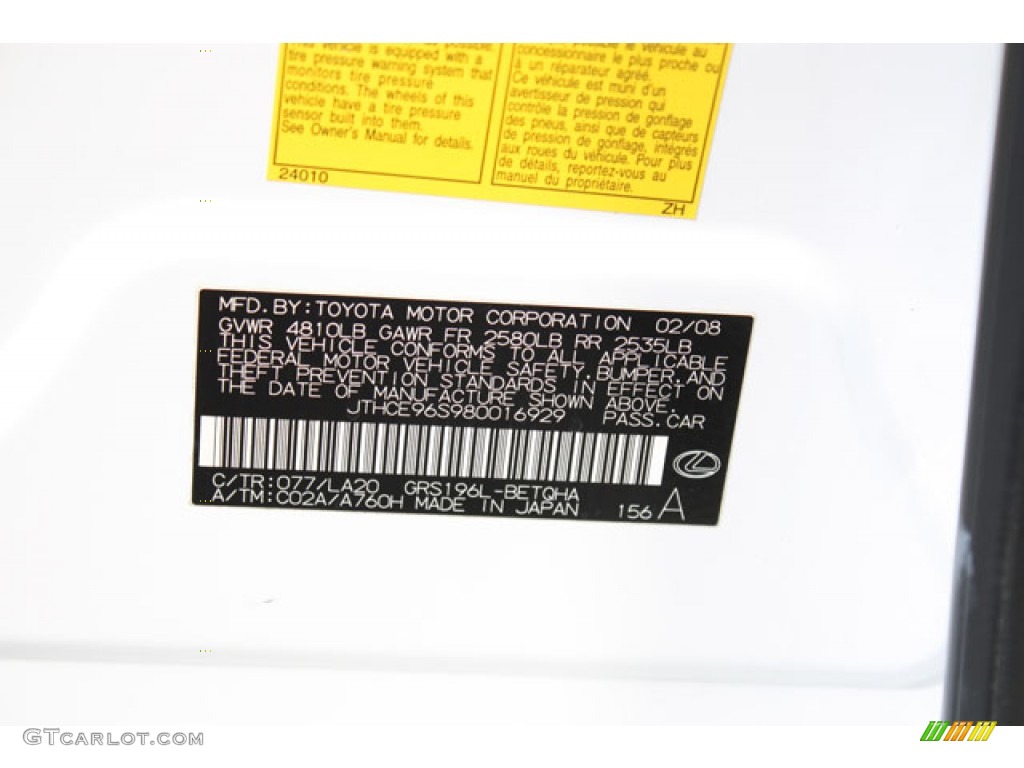 This vehicle is equipped with a
tire pressure warning system that
monitors tire pressure
conditions. The wheels of this
vehicle have a tire pressure
sensor built into them.
See Owner's Manual for details.
24010
concessionnaire le plus proche ou
à un réparateur agréé.
Ce véhicule est muni d'un
avertisseur de pression qui
contrôle la pression de gonflage
des pneus, ainsi que de capteurs
de pression de gonflage, intégrés
aux roues du véhicule. Pour plus
de détails, reportez-vous au
manuel du propriétaire.
ZH
MFD. BY: TOYOTA MOTOR CORPORATION 02/08
GVWR 4810LB GAWR FR 2580LB RR 2535LB
THIS VEHICLE CONFORMS TO ALL APPLICABLE
FEDERAL MOTOR VEHICLE SAFETY, BUMPER, AND
THEFT PREVENTION STANDARDS IN EFFECT ON
THE DATE OF MANUFACTURE SHOWN ABOVE.
JTHCE96S980016929 PASS.CAR
C/TR: 077/LA20 GRS196L-BETQHA
A/TM: C02A/A760H MADE IN JAPAN 156 A
GTCARLOT.COM